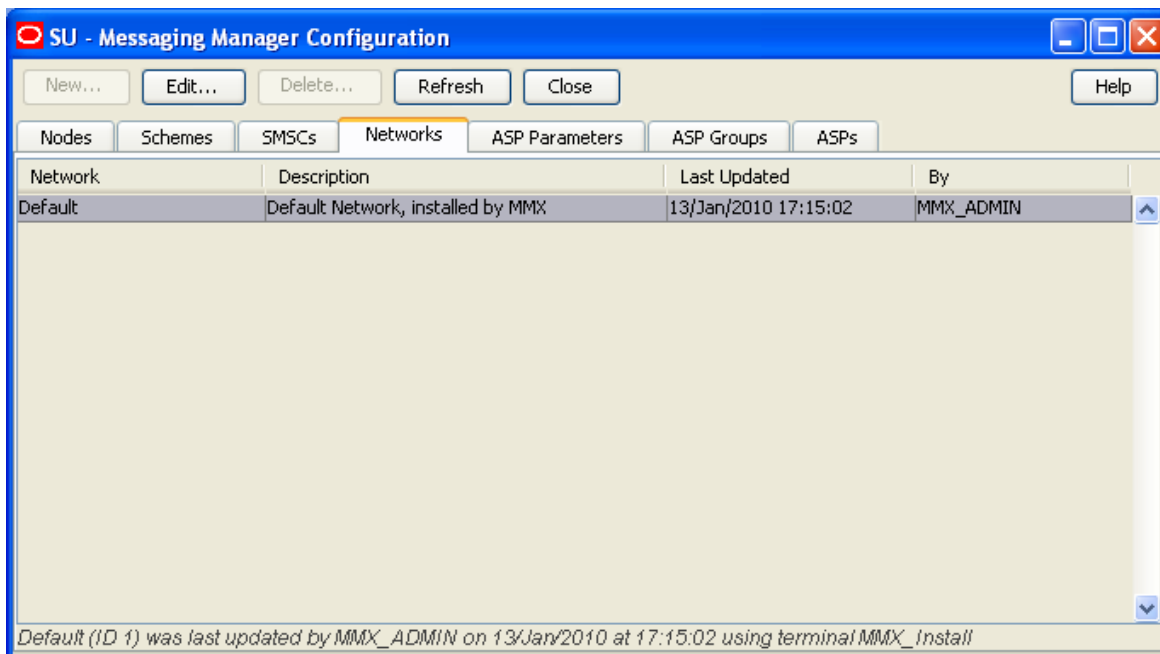 SU - Messaging Manager Configuration
New... Edit... Delete... Refresh Close Help
Nodes Schemes SMSCs Networks ASP Parameters ASP Groups ASPs
Network Description Last Updated By
Default Default Network, installed by MMX 13/Jan/2010 17:15:02 MMX_ADMIN
Default (ID 1) was last updated by MMX_ADMIN on 13/Jan/2010 at 17:15:02 using terminal MMX_Install